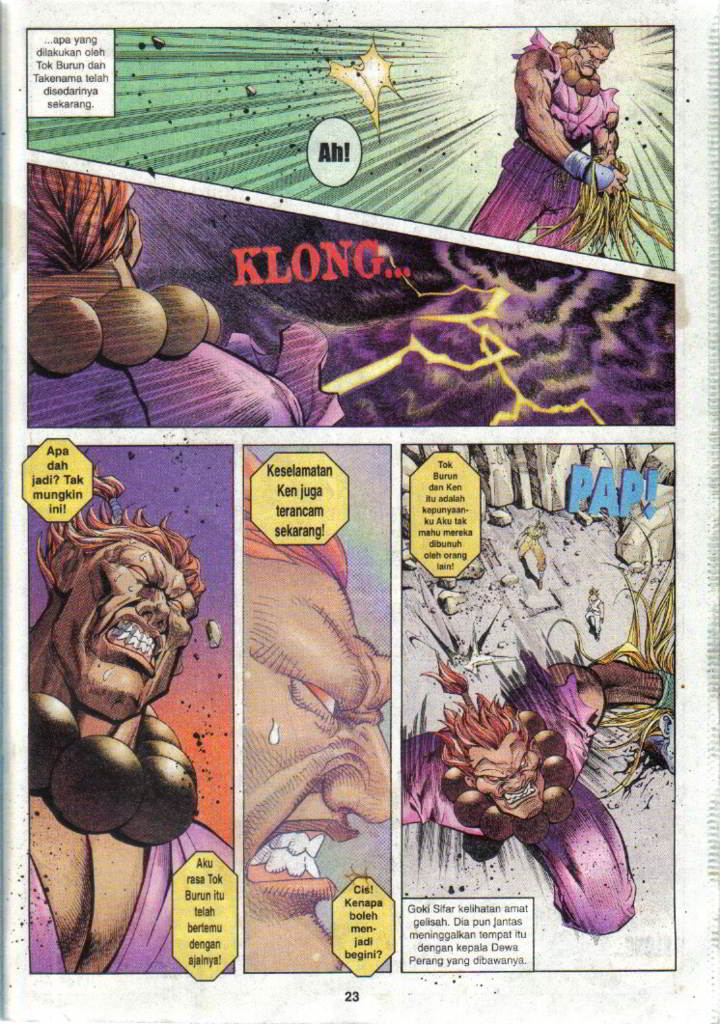 ...apa yang
dilakukan oleh
Tok Burun dan
Takenama telah
disedarinya
sekarang.
Ah!
KLONG...
Apa
dah
jadi? Tak
mungkin
ini!
Aku
rasa Tok
Burun itu
telah
bertemu
dengan
ajalnya!
Keselamatan
Ken juga
terancam
sekarang!
Cis!
Kenapa
boleh
men-
jadi
begini?
Tok
Burun
dan Ken
itu adalah
kepunyaan-
ku Aku tak
mahu mereka
dibunuh
oleh orang
lain!
PAP!
Goki Sifar kelihatan amat
gelisah. Dia pun jantas
meninggalkan tempat itu
dengan kepala Dewa
Perang yang dibawanya.
23